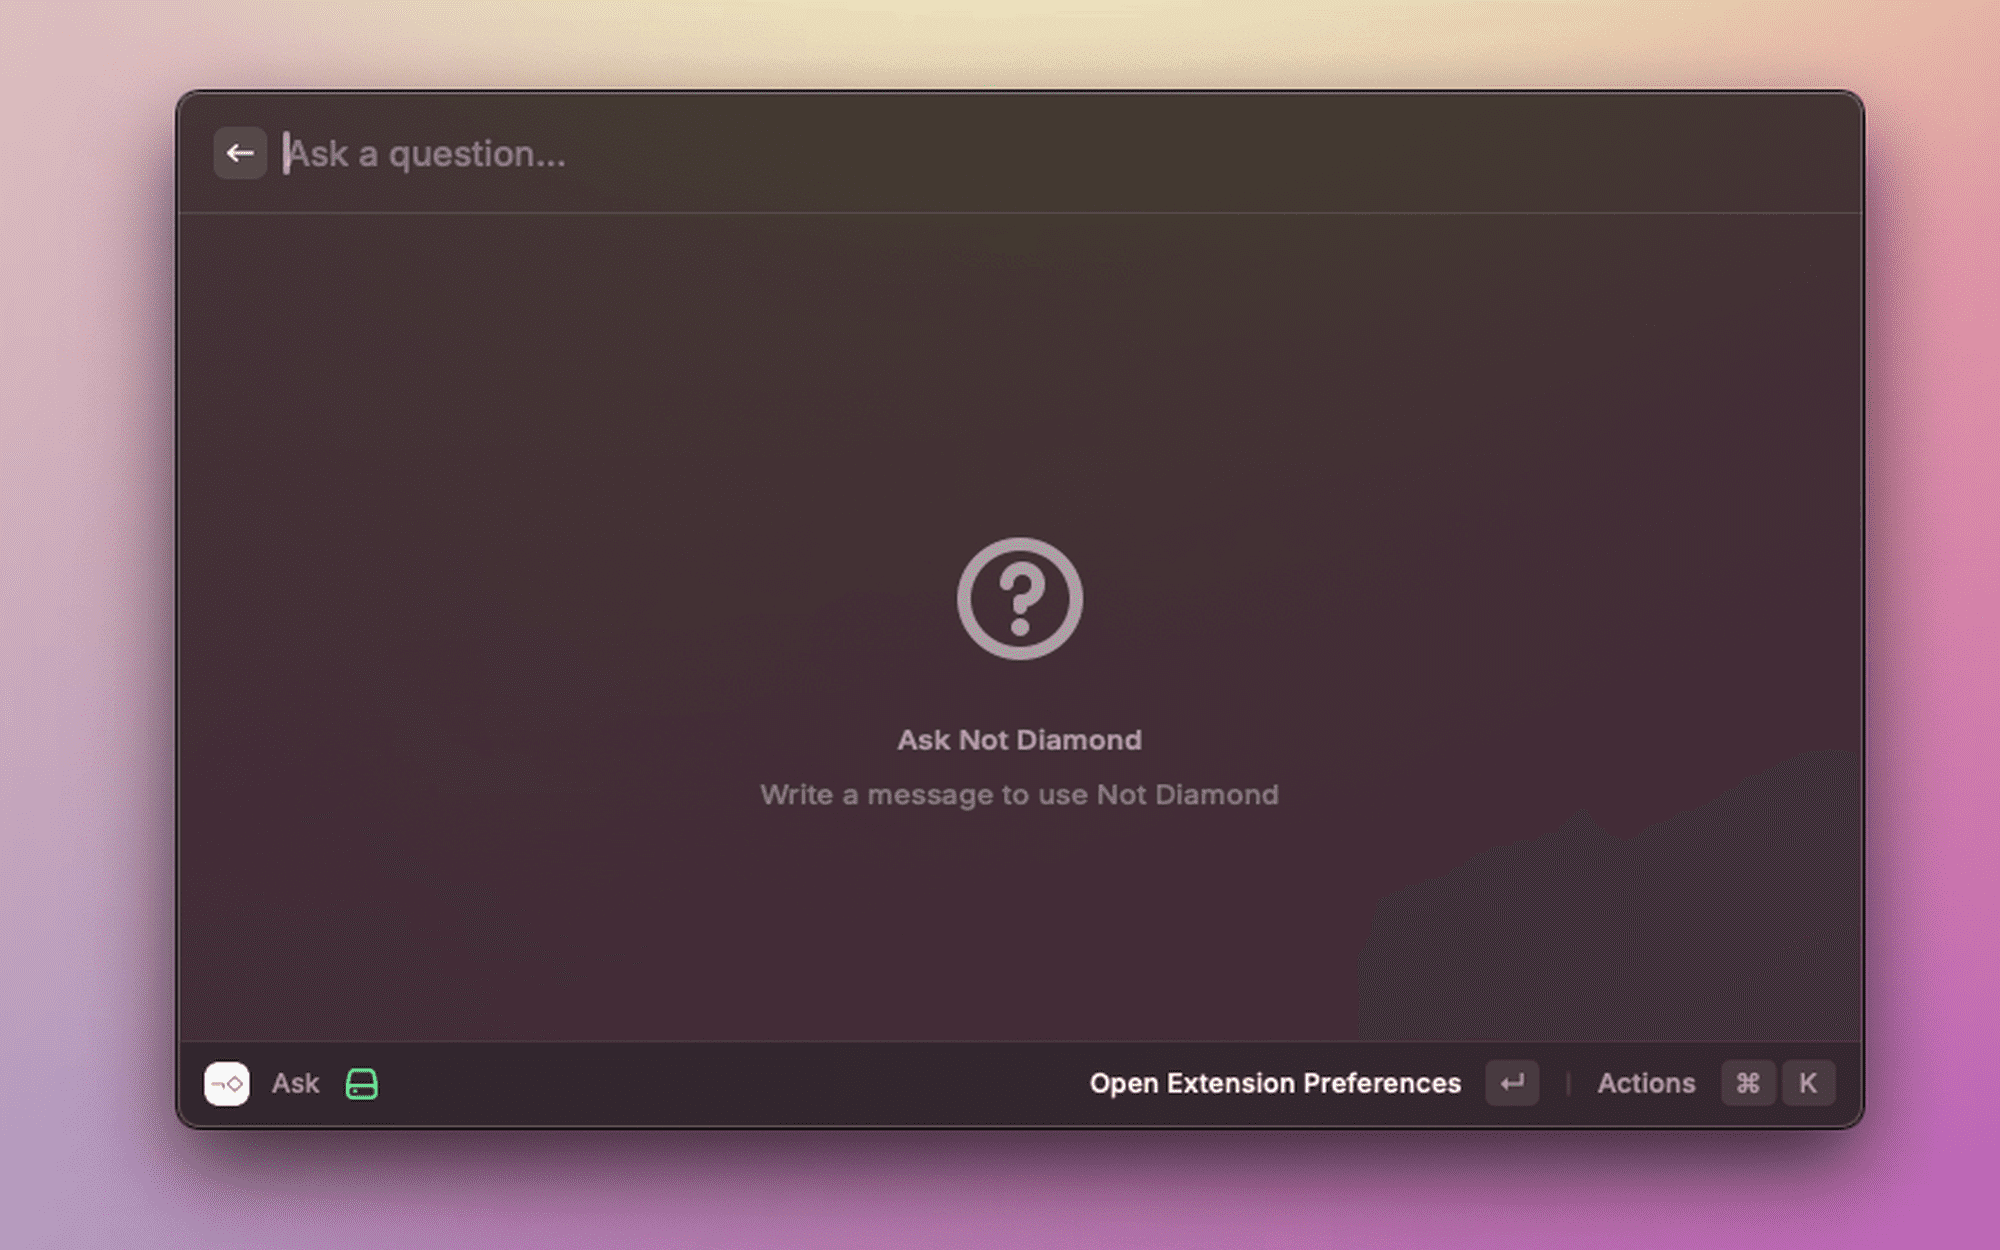 Ask a question...
Ask Not Diamond
Write a message to use Not Diamond
Ask
Open Extension Preferences
Actions ⌘ K